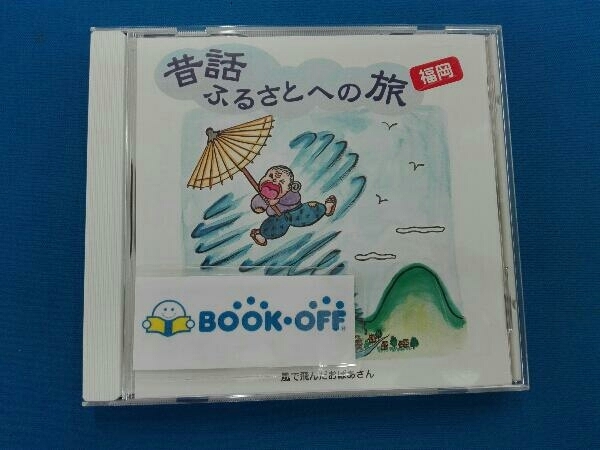 昔話
ふるさとへの旅
福岡
BOOK・OFF
風で飛んだおばあさん